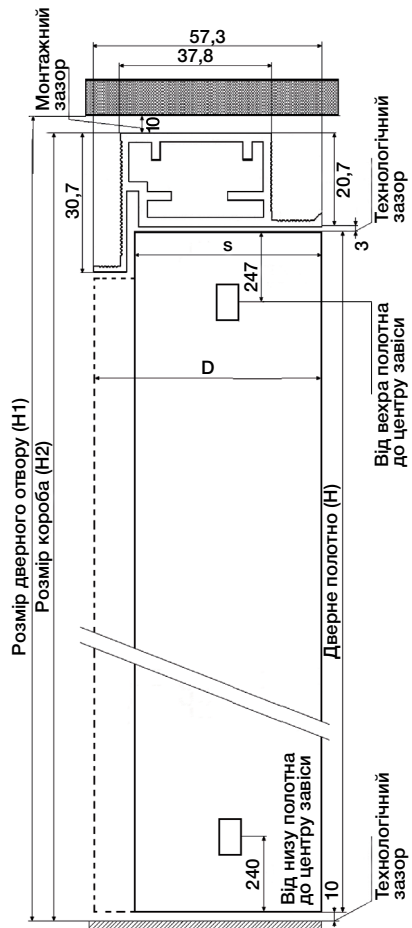 57,3
37,8
Монтажний
зазор
10
30,7
20,7
Технологічний
зазор
3
s
247
Від вехра полотна
до центру завіси
D
Розмір дверного отвору (H1)
Розмір короба (H2)
Дверне полотно (H)
Від низу полотна
до центру завіси
240
10
Технологічний
зазор